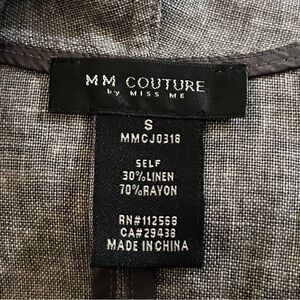 MM COUTURE
by MISS ME
S
MMCJ0318
SELF
30%LINEN
70%RAYON
RN#112568
CA#29438
MADE IN CHINA